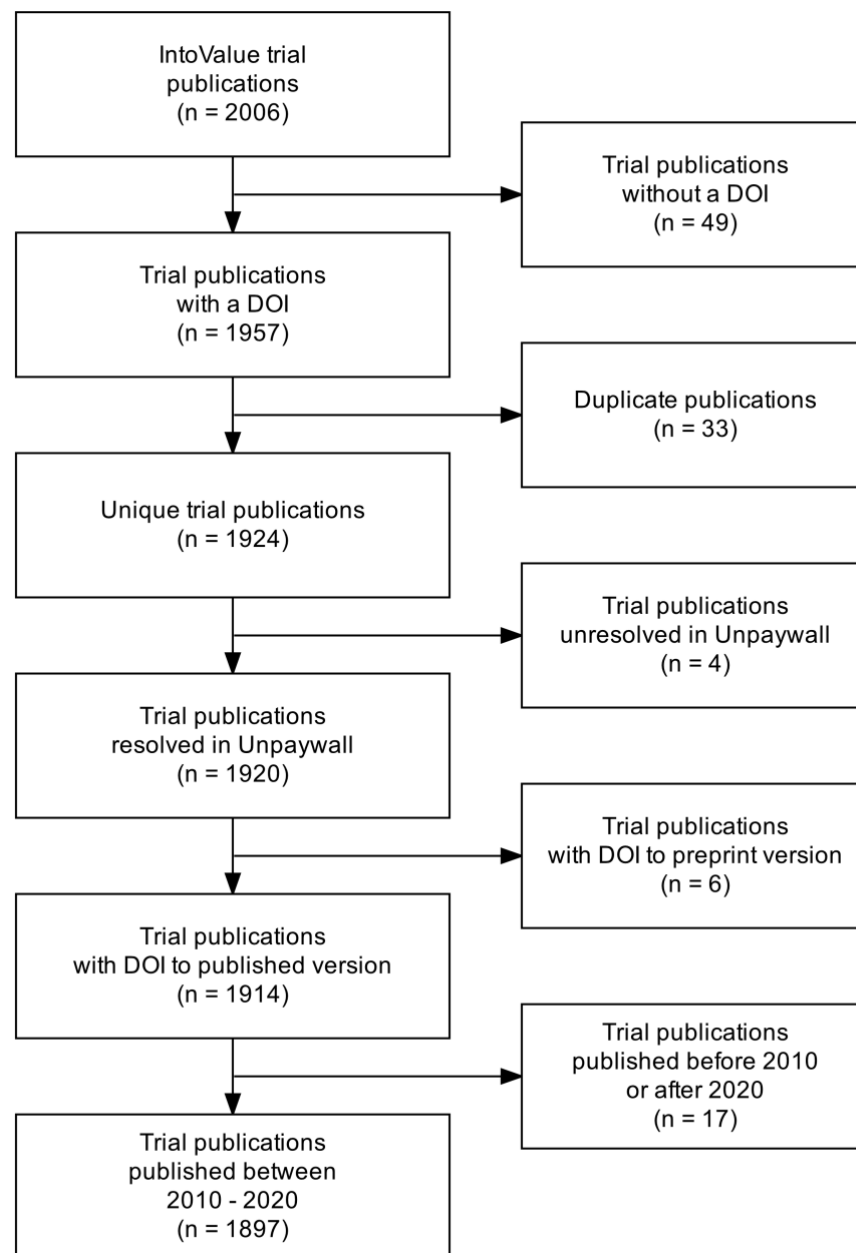 IntoValue trial
publications
(n = 2006)
Trial publications
without a DOI
(n = 49)
Trial publications
with a DOI
(n = 1957)
Duplicate publications
(n = 33)
Unique trial publications
(n = 1924)
Trial publications
unresolved in Unpaywall
(n = 4)
Trial publications
resolved in Unpaywall
(n = 1920)
Trial publications
with DOI to preprint version
(n = 6)
Trial publications
with DOI to published version
(n = 1914)
Trial publications
published before 2010
or after 2020
(n = 17)
Trial publications
published between
2010 - 2020
(n = 1897)